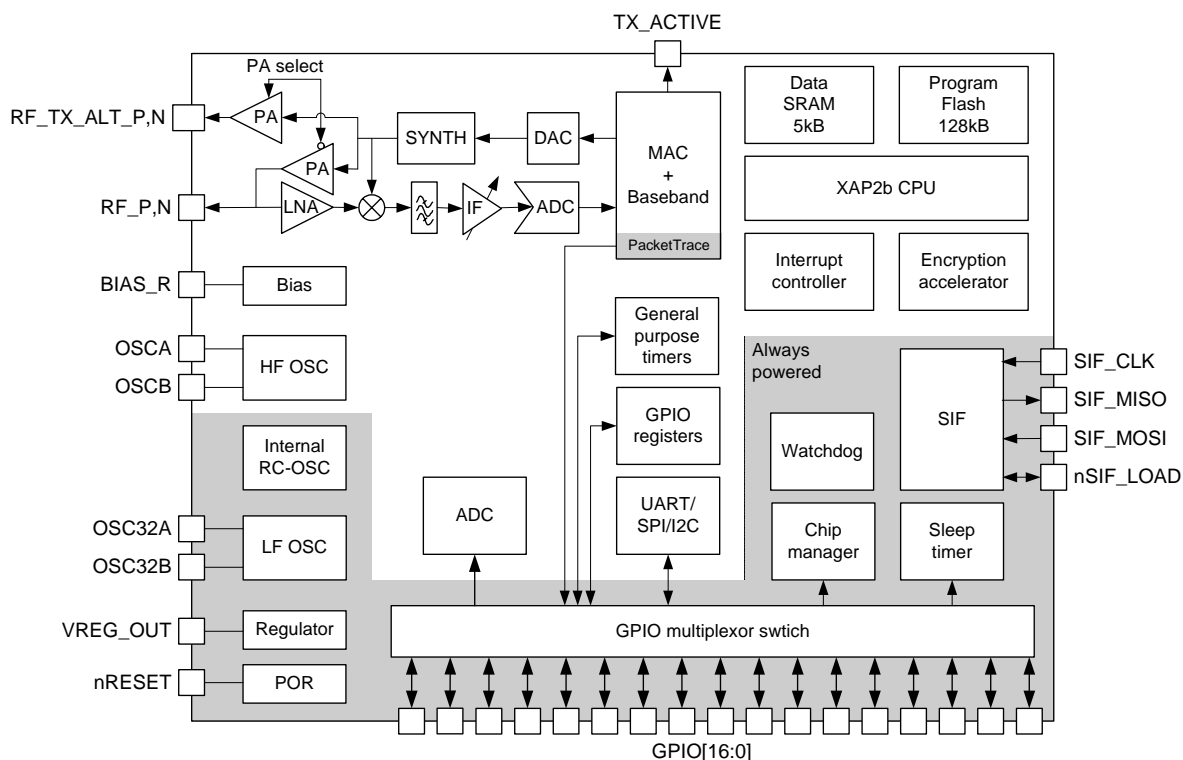 TX_ACTIVE
PA select
RF_TX_ALT_P,N
PA
SYNTH
DAC
MAC
+
Baseband
PacketTrace
PA
RF_P,N
LNA
IF
ADC
Data
SRAM
5kB
Program
Flash
128kB
XAP2b CPU
Interrupt
controller
Encryption
accelerator
BIAS_R
Bias
OSCA
OSCB
HF OSC
General
purpose
timers
Always
powered
SIF
SIF_CLK
SIF_MISO
SIF_MOSI
nSIF_LOAD
GPIO
registers
Watchdog
Internal
RC-OSC
ADC
UART/
SPI/I2C
Chip
manager
Sleep
timer
OSC32A
OSC32B
LF OSC
VREG_OUT
Regulator
GPIO multiplexor swtich
nRESET
POR
GPIO[16:0]